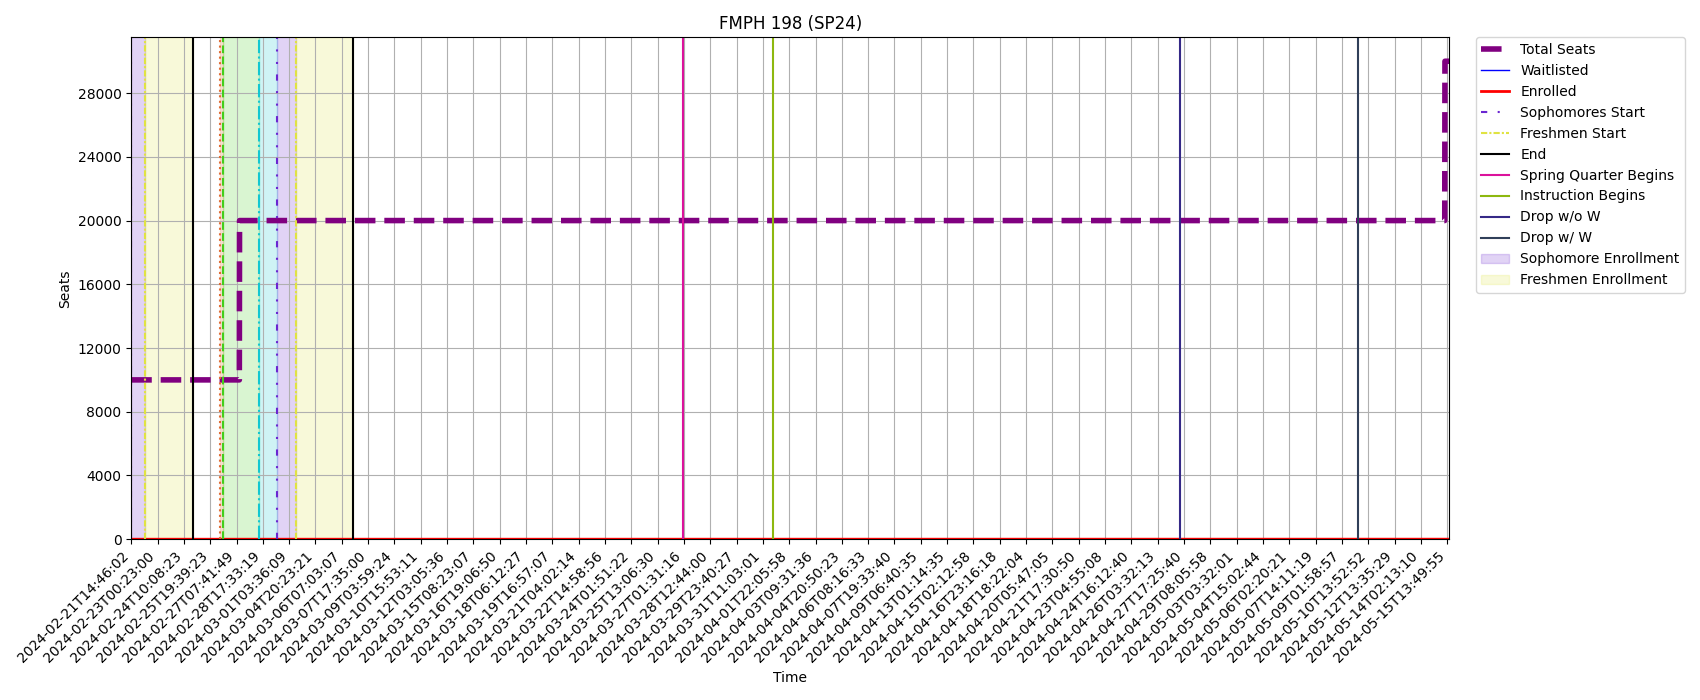 FMPH 198 (SP24)
Seats
28000
24000
20000
16000
12000
8000
4000
0
Total Seats
Waitlisted
Enrolled
Sophomores Start
Freshmen Start
End
Spring Quarter Begins
Instruction Begins
Drop w/o W
Drop w/ W
Sophomore Enrollment
Freshmen Enrollment
2024-02-21T14:46:02
2024-02-23T00:23:00
2024-02-24T10:08:23
2024-02-25T19:39:23
2024-02-27T07:41:49
2024-02-28T17:33:19
2024-03-01T03:36:09
2024-03-04T20:23:21
2024-03-06T07:03:07
2024-03-07T17:35:00
2024-03-09T03:59:24
2024-03-10T15:53:11
2024-03-12T03:05:36
2024-03-15T08:23:07
2024-03-16T19:06:50
2024-03-18T06:12:27
2024-03-19T16:57:07
2024-03-21T04:02:14
2024-03-22T14:58:56
2024-03-24T01:51:22
2024-03-25T13:06:30
2024-03-27T01:31:16
2024-03-28T12:44:00
2024-03-29T23:40:27
2024-03-31T11:03:01
2024-04-01T22:05:58
2024-04-03T09:31:36
2024-04-04T20:50:23
2024-04-06T08:16:33
2024-04-07T19:33:40
2024-04-09T06:40:35
2024-04-13T01:14:35
2024-04-15T02:12:58
2024-04-16T23:16:18
2024-04-18T18:22:04
2024-04-20T05:47:05
2024-04-21T17:30:50
2024-04-23T04:55:08
2024-04-24T16:12:40
2024-04-26T03:32:13
2024-04-27T17:25:40
2024-04-29T08:05:58
2024-05-03T03:32:01
2024-05-04T15:02:44
2024-05-06T02:20:21
2024-05-07T14:11:19
2024-05-09T01:58:57
2024-05-10T13:52:52
2024-05-12T13:35:29
2024-05-14T02:13:10
2024-05-15T13:49:55
Time